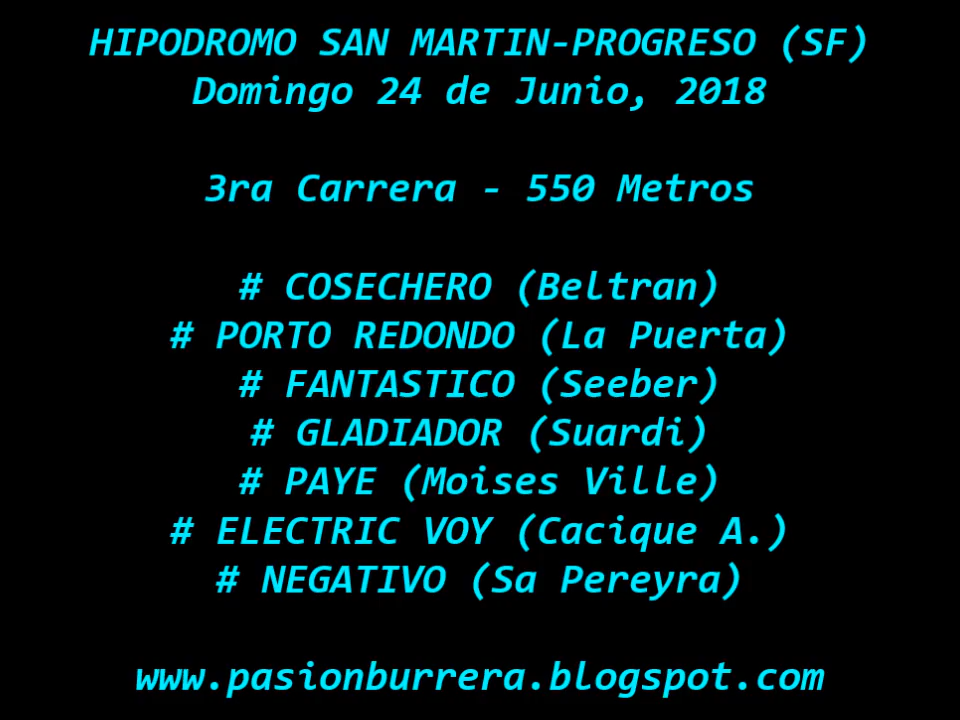 HIPODROMO SAN MARTIN-PROGRESO (SF)
Domingo 24 de Junio, 2018
3ra Carrera - 550 Metros
# COSECHERO (Beltran)
# PORTO REDONDO (La Puerta)
# FANTASTICO (Seeber)
# GLADIADOR (Suardi)
# PAYE (Moises Ville)
# ELECTRIC VOY (Cacique A.)
# NEGATIVO (Sa Pereyra)
www.pasionburrera.blogspot.com